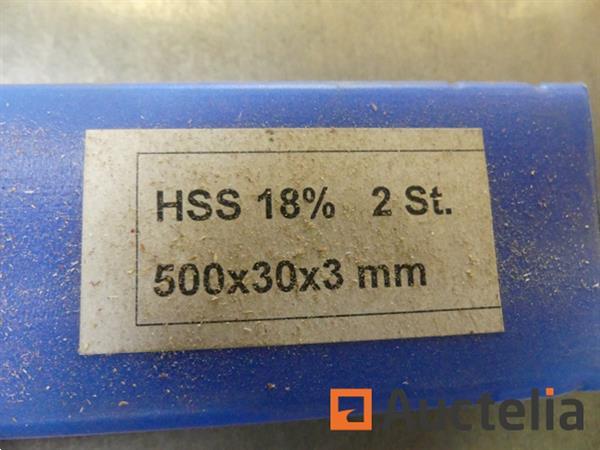 HSS 18% 2 St.
500x30x3 mm
Auctelia